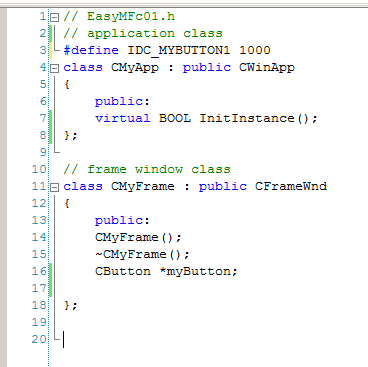 1 // EasyMFc01.h
2 // application class
3 #define IDC_MYBUTTON1 1000
4 class CMyApp : public CWinApp
5 {
6 public:
7 virtual BOOL InitInstance();
8 };
9
10 // frame window class
11 class CMyFrame : public CFrameWnd
12 {
13 public:
14 CMyFrame();
15 ~CMyFrame();
16 CButton *myButton;
17
18 };
19
20